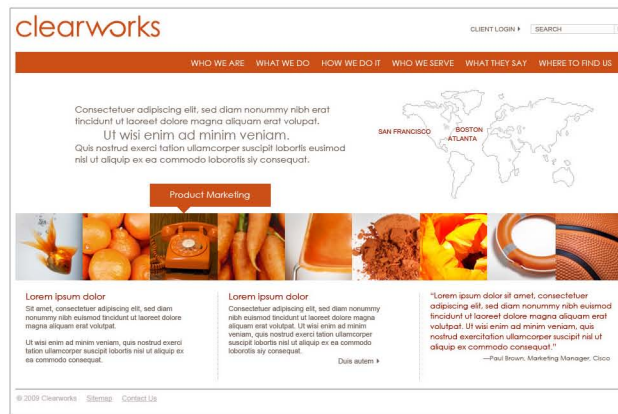 clearworks
CLIENT LOGIN
SEARCH
WHO WE ARE WHAT WE DO HOW WE DO IT WHO WE SERVE WHAT THEY SAY WHERE TO FIND US
Consectetuer adipiscing elit, sed diam nonummy nibh erat
tincidunt ut laoreet dolore magna aliquam erat volupat.
Ut wisi enim ad minim veniam.
Quis nostrud exerci tation ullamcorper suscipit lobortis euismod
nisl ut aliquip ex ea commodo loborotis siy consequat.
SAN FRANCISCO
BOSTON
ATLANTA
Product Marketing
Lorem ipsum dolor
Sit amet, consectetuer adipiscing elit, sed diam
nonummy nibh euismod tincidunt ut laoreet dolore
magna aliquam erat volutpat.
Ut wisi enim ad minim veniam, quis nostrud exerci
tation ullamcorper suscipit lobortis nisl ut aliquip ex
ea commodo consequat.
Lorem ipsum dolor
Consectetuer adipiscing elit, sed diam nonummy
nibh euismod tincidunt ut laoreet dolore magna
aliquam erat volutpat. Ut wisi enim ad minim
veniam, quis nostrud exerci tation ullamcorper
suscipit lobortis nisl ut aliquip ex ea commodo
loborotis siy consequat.
Duis autem
“Lorem ipsum dolor sit amet, consectetuer
adipiscing elit, sed diam nonummy nibh euismod
tincidunt ut laoreet dolore magna aliquam erat
volutpat. Ut wisi enim ad minim veniam, quis
nostrud exercitation ullamcorper suscipit nisl ut
aliquip ex ea commodo consequat.”
—Paul Brown, Marketing Manager, Cisco
© 2009 Clearworks Sitemap Contact Us